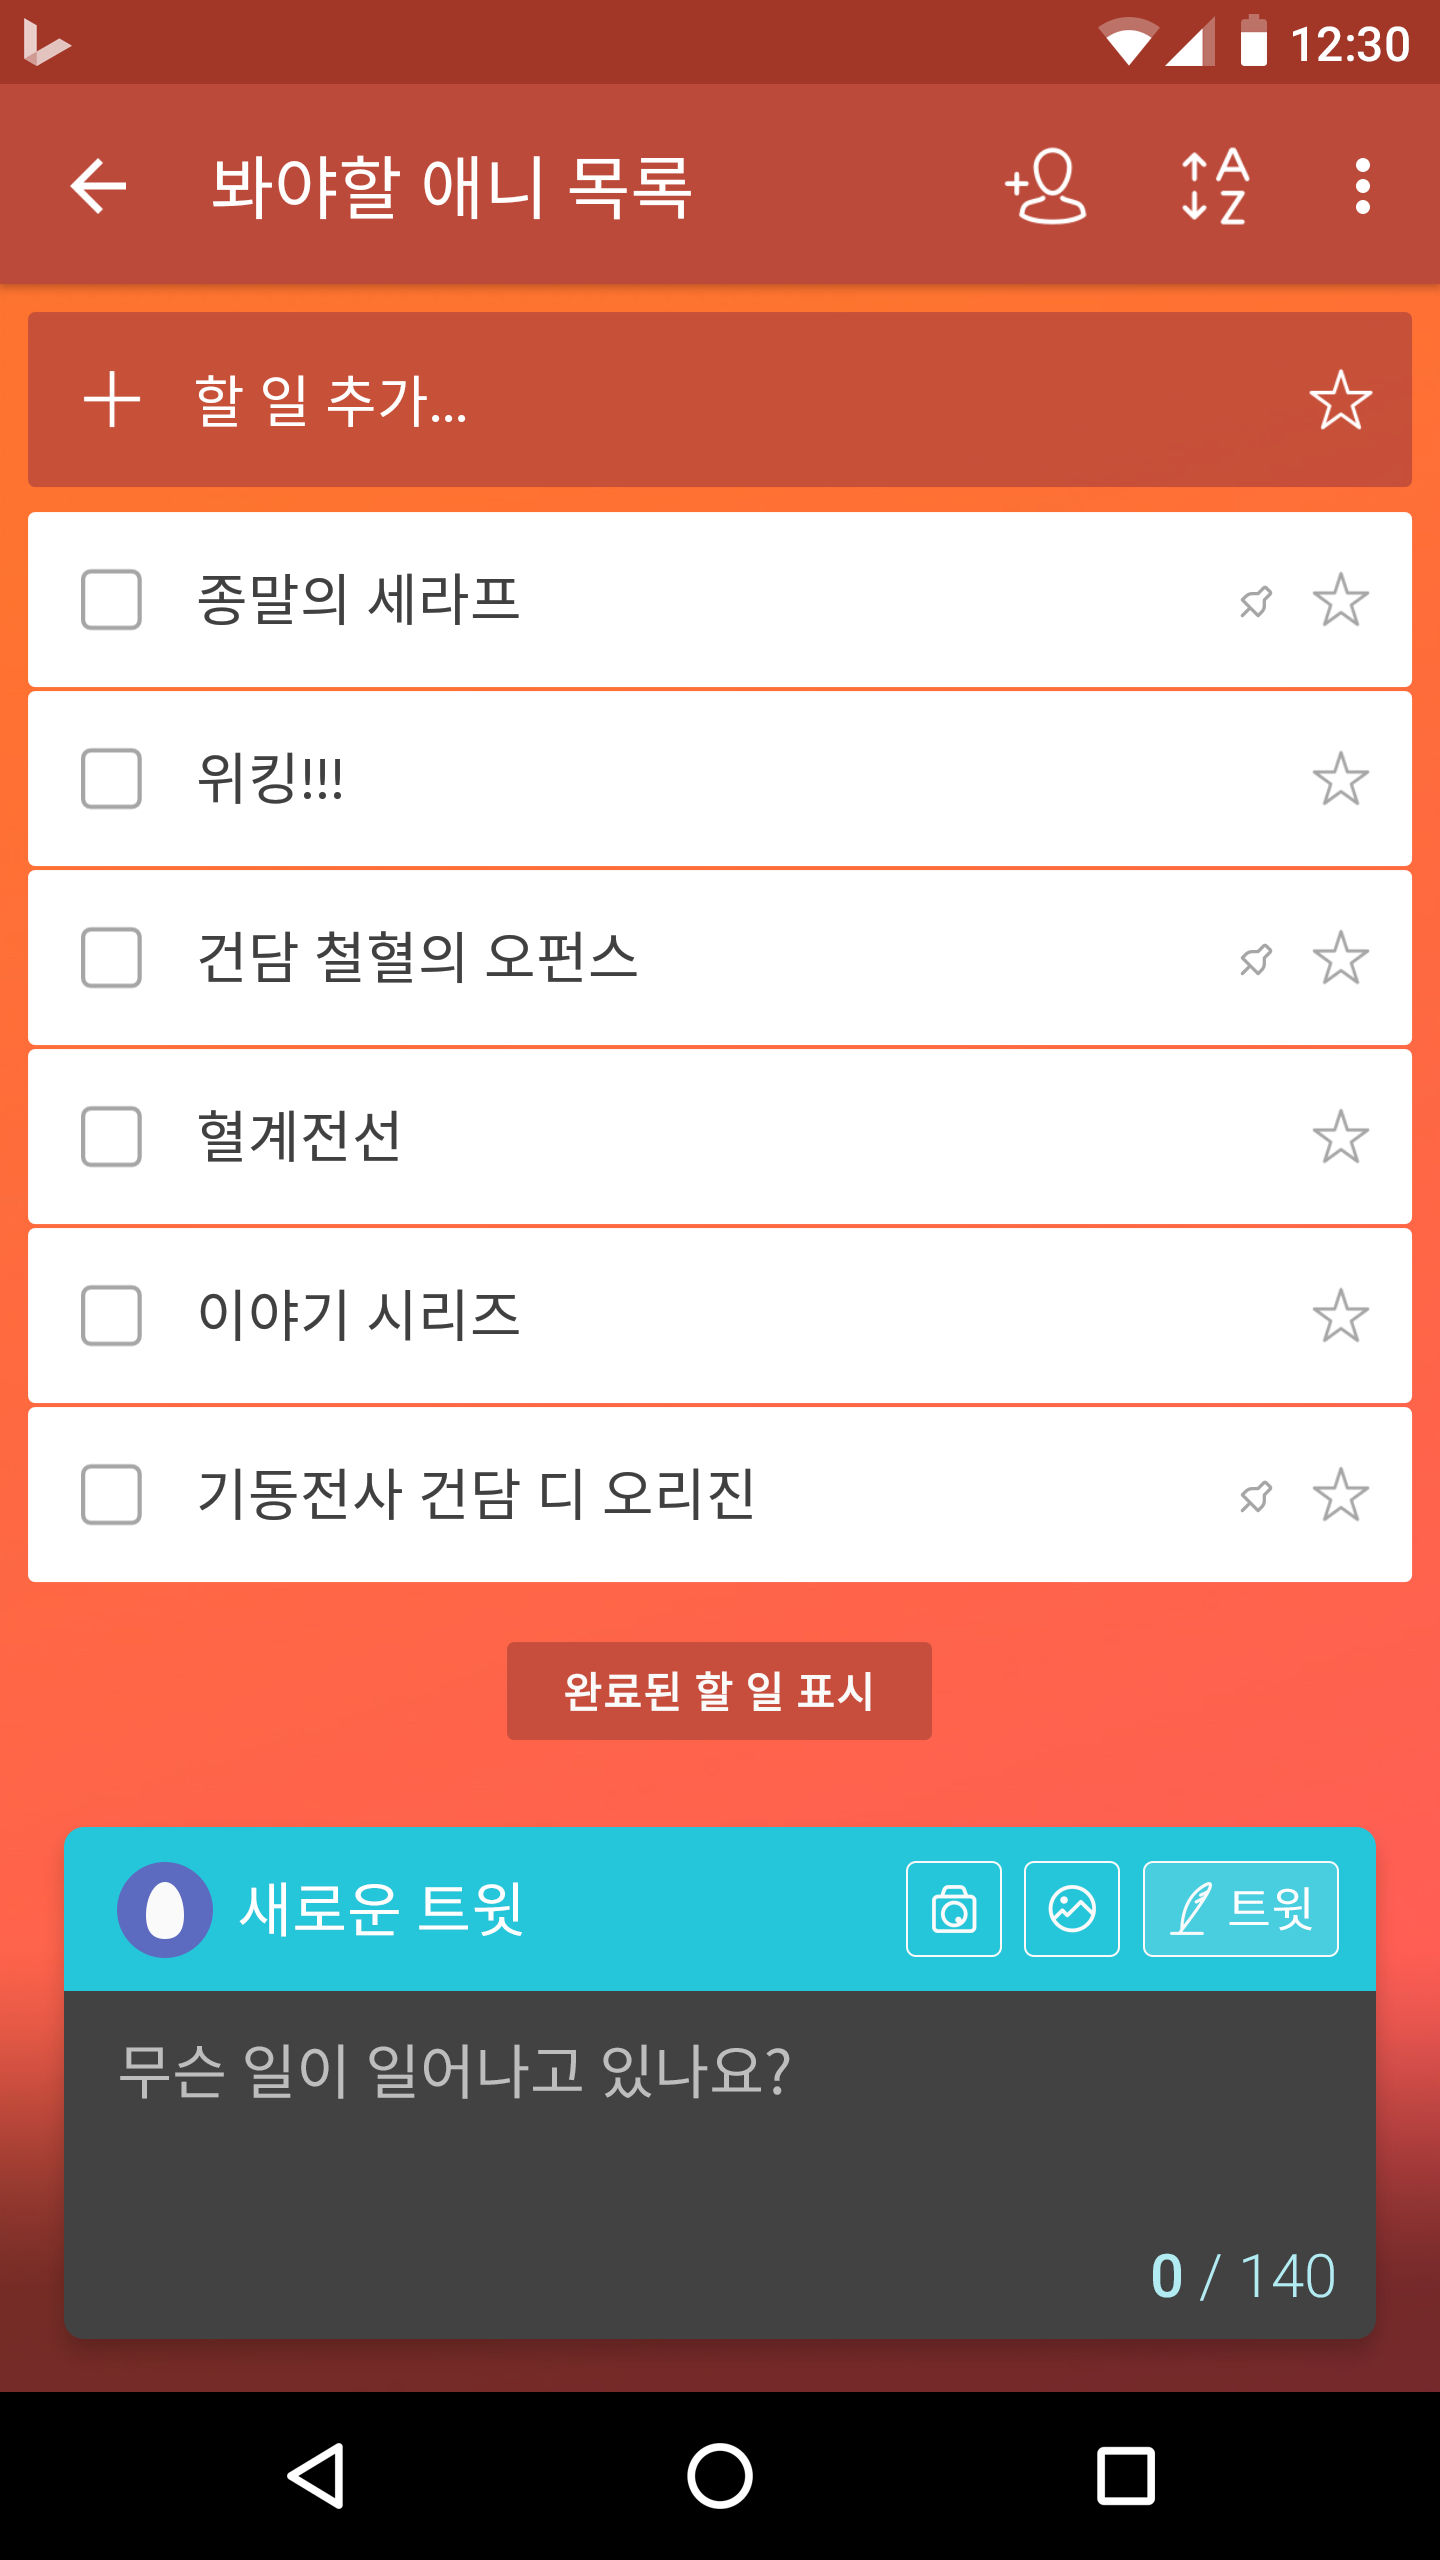 12:30
봐야할 애니 목록
A
Z
할 일 추가...
종말의 세라프
위킹!!!
건담 철혈의 오펀스
혈계전선
이야기 시리즈
기동전사 건담 디 오리진
완료된 할 일 표시
새로운 트윗
트윗
무슨 일이 일어나고 있나요?
0 / 140